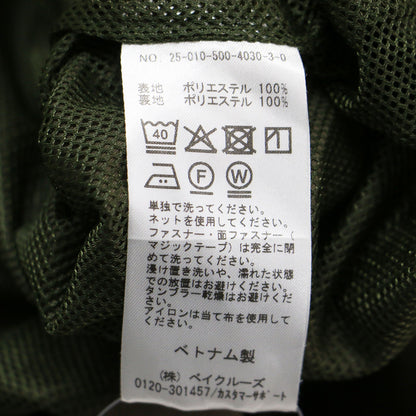 NO. 25-010-500-4030-3-0
表地 ポリエステル 100%
裏地 ポリエステル 100%
40
F W
単独で洗ってください。
ネットを使用してください。
ファスナー・面ファスナー(
マジックテープ)は完全に閉
めて洗ってください。
浸け置き洗いや、濡れた状態
での放置はお避けください。
タンブラー乾燥はお避けくだ
さい。
アイロンは当て布を使用して
ください。
ベトナム製
(株) ベイクルーズ
0120-301457/カスタマーサポート